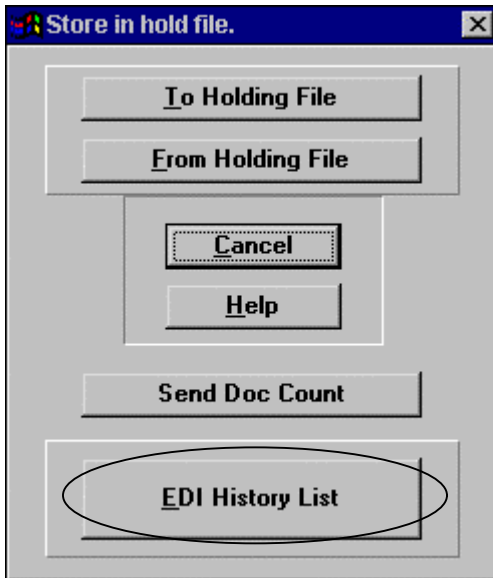 Store in hold file.
To Holding File
From Holding File
Cancel
Help
Send Doc Count
EDI History List